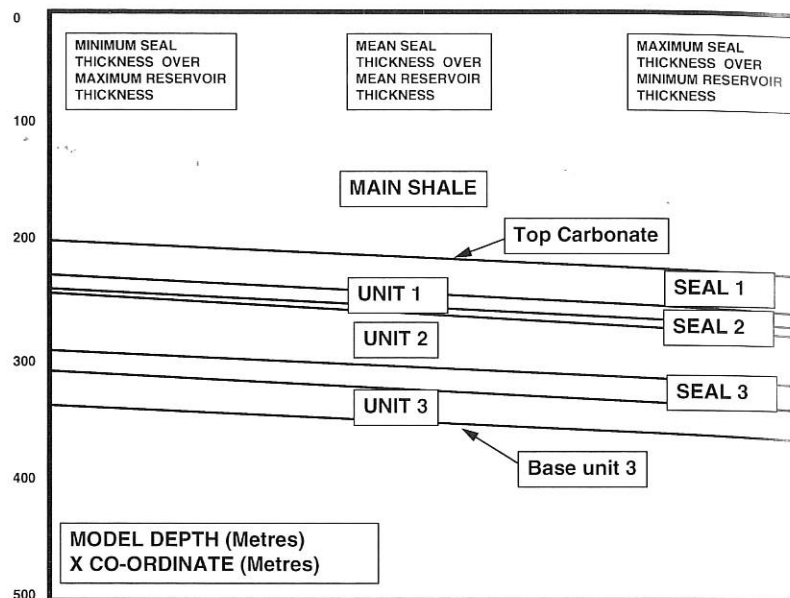 0
MINIMUM SEAL
THICKNESS OVER
MAXIMUM RESERVOIR
THICKNESS
MEAN SEAL
THICKNESS OVER
MEAN RESERVOIR
THICKNESS
MAXIMUM SEAL
THICKNESS OVER
MINIMUM RESERVOIR
THICKNESS
100
MAIN SHALE
200
Top Carbonate
SEAL 1
UNIT 1
SEAL 2
UNIT 2
300
SEAL 3
UNIT 3
Base unit 3
400
MODEL DEPTH (Metres)
X CO-ORDINATE (Metres)
500